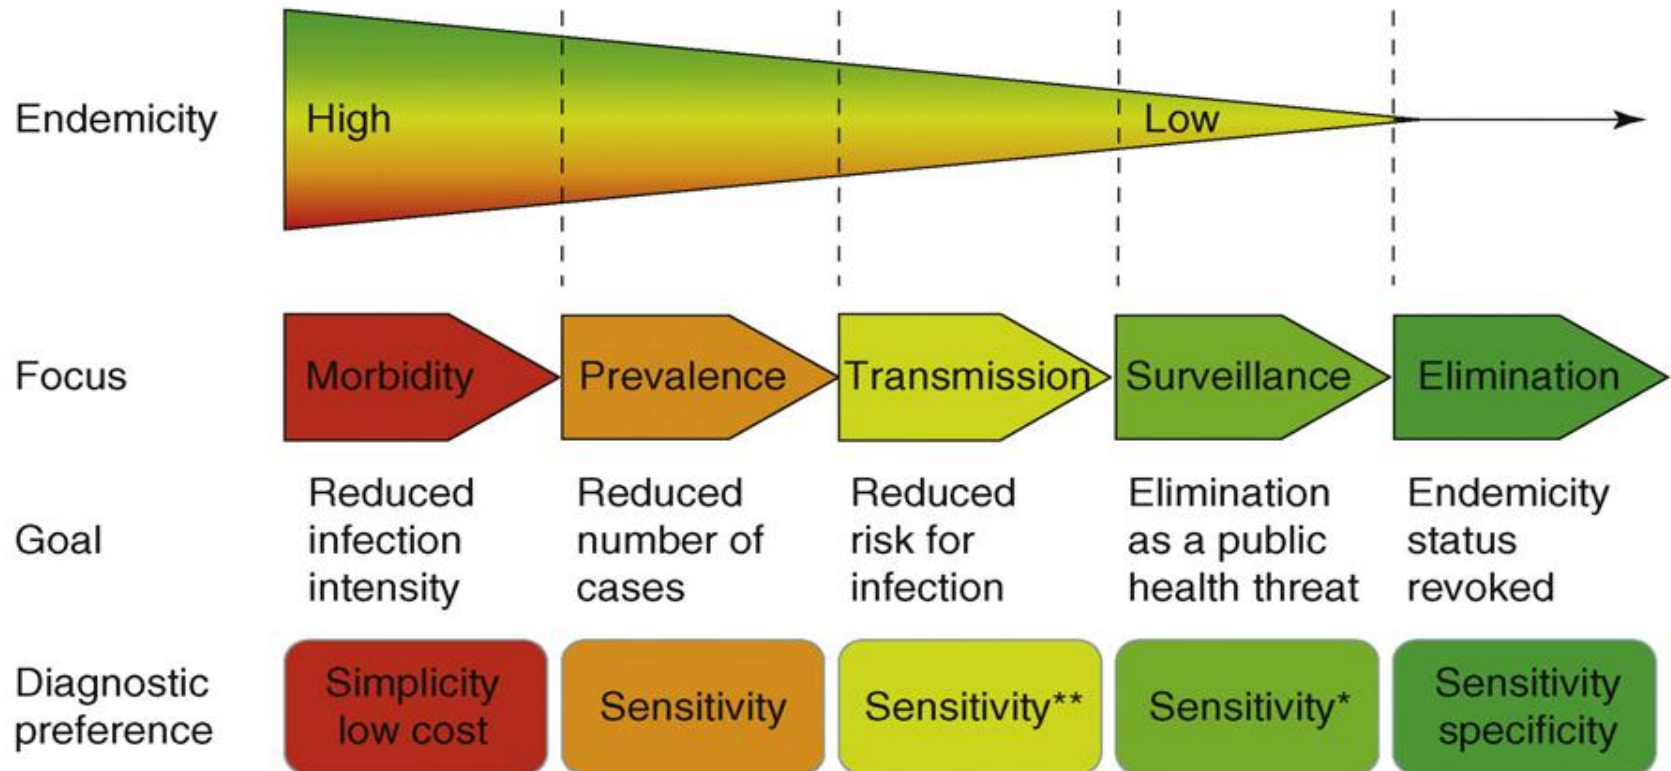 Endemicity
High
Low
Focus
Morbidity
Prevalence
Transmission
Surveillance
Elimination
Goal
Reduced
infection
intensity
Reduced
number of
cases
Reduced
risk for
infection
Elimination
as a public
health threat
Endemicity
status
revoked
Diagnostic
preference
Simplicity
low cost
Sensitivity
Sensitivity**
Sensitivity*
Sensitivity
specificity